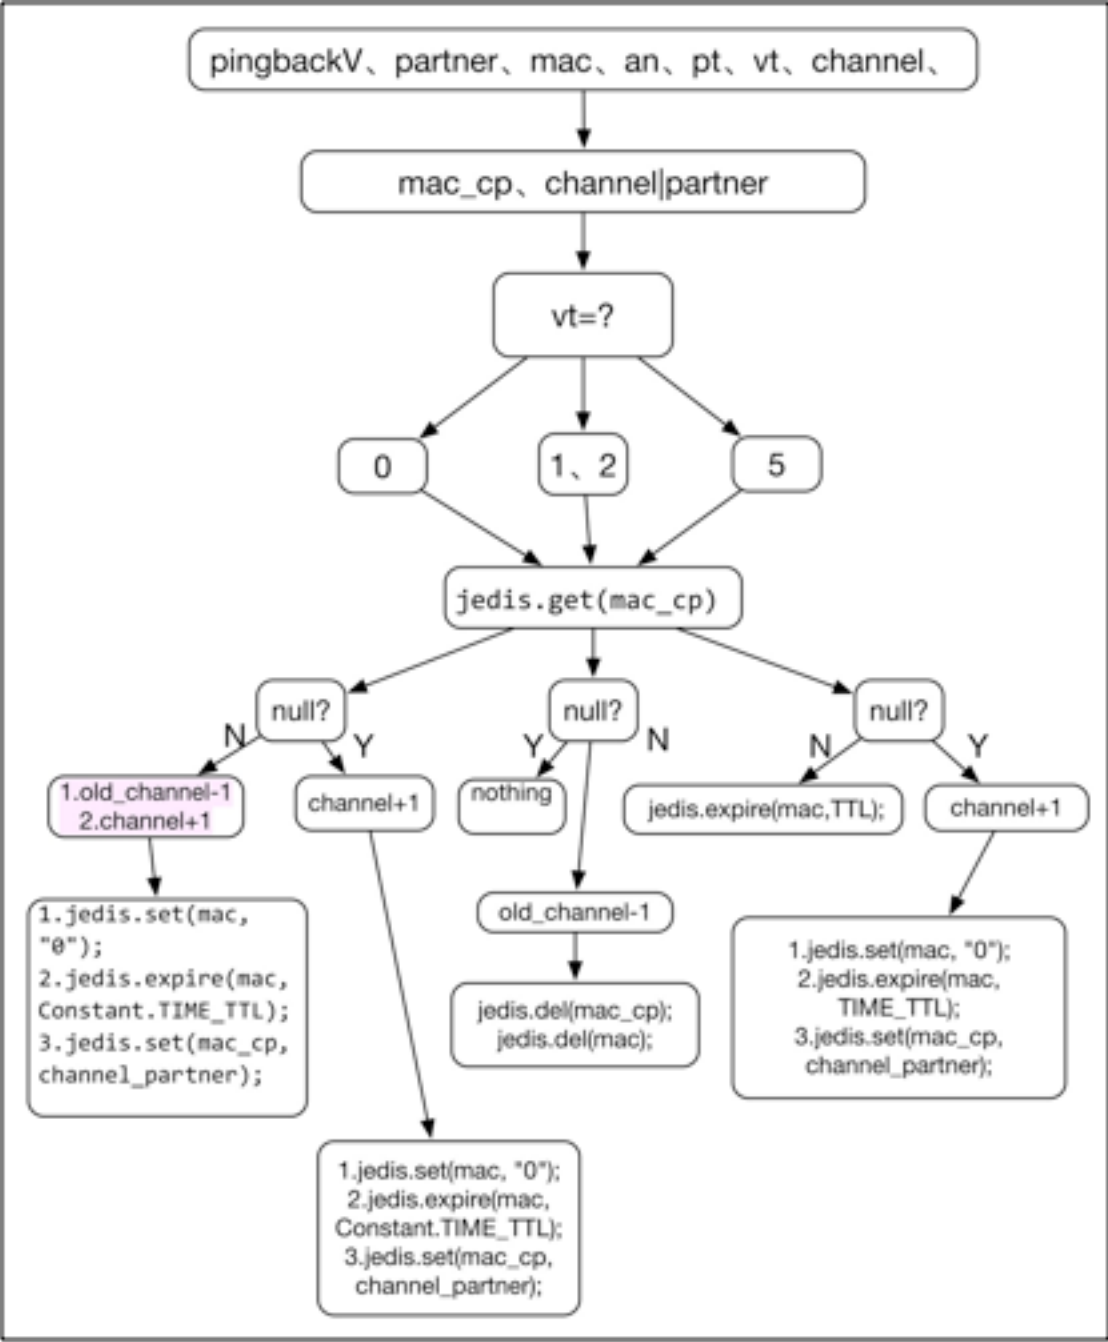 pingbackV、partner、mac、an、pt、vt、channel、
mac_cp、channel|partner
vt=?
0
1、2
5
jedis.get(mac_cp)
null?
null?
null?
N
Y
Y
N
N
Y
1.old_channel-1
2.channel+1
channel+1
nothing
jedis.expire(mac,TTL);
channel+1
1.jedis.set(mac,
"0");
2.jedis.expire(mac,
Constant.TIME_TTL);
3.jedis.set(mac_cp,
channel_partner);
old_channel-1
jedis.del(mac_cp);
jedis.del(mac);
1.jedis.set(mac, "0");
2.jedis.expire(mac,
TIME_TTL);
3.jedis.set(mac_cp,
channel_partner);
1.jedis.set(mac, "0");
2.jedis.expire(mac,
Constant.TIME_TTL);
3.jedis.set(mac_cp,
channel_partner);